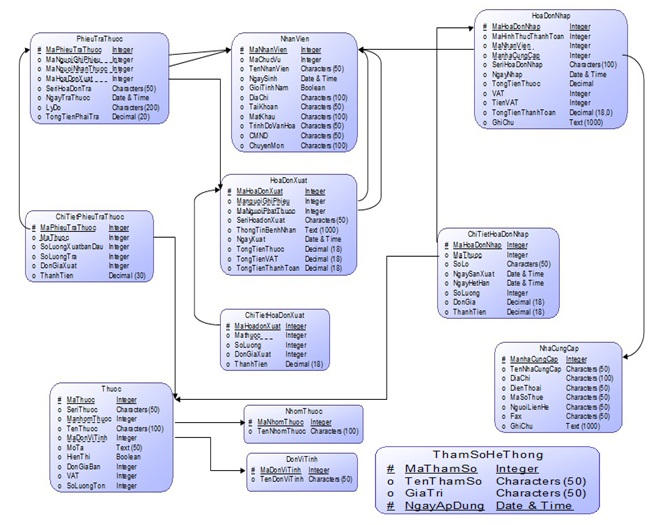 PhieuTraThuoc
# MaPhieuTraThuoc Integer
o MaNguoiGhiPhieu Integer
o MaNguoiNhanThuoc Integer
o MaHoaDonXuat Integer
o SeriHoaDonTra Characters (50)
o NgayTraThuoc Date & Time
o LyDo Characters (200)
o TongTienPhaiTra Decimal (20)
NhanVien
# MaNhanVien Integer
o MaChucVu Integer
o TenNhanVien Characters (50)
o NgaySinh Date & Time
o GioiTinhNam Boolean
o DiaChi Characters (100)
o TaiKhoan Characters (50)
o MatKhau Characters (100)
o TrinhDoVanHoa Characters (50)
o CMND Characters (50)
o ChuyenMon Characters (100)
HoaDonNhap
# MaHoaDonNhap Integer
o MaHinhThucThanhToan Integer
o MaNhanVien Integer
o ManhaCungCap Integer
o SeriHoaDonNhap Characters (100)
o NgayNhap Date & Time
o TongTienThuoc Decimal
o VAT Integer
o TienVAT Integer
o TongTienThanhToan Decimal (18,0)
o GhiChu Text (1000)
HoaDonXuat
# MaHoaDonXuat Integer
o ManguoiGhiPhieu Integer
o MaNguoiPhatThuoc Integer
o SeriHoadonXuat Characters (50)
o ThongTinBenhNhan Text (1000)
o NgayXuat Date & Time
o TongTienThuoc Decimal (18)
o TongTienVAT Decimal (18)
o TongTienThanhToan Decimal (18)
ChiTietPhieuTraThuoc
# MaPhieuTraThuoc Integer
o MaThuoc Integer
o SoLuongXuatbanDau Integer
o SoLuongTra Integer
o DonGiaXuat Integer
o ThanhTien Decimal (30)
ChiTietHoaDonNhap
# MaHoaDonNhap Integer
o MaThuoc Integer
o SoLo Characters (50)
o NgaySanXuat Date & Time
o NgayHetHan Date & Time
o SoLuong Integer
o DonGia Decimal (18)
o ThanhTien Decimal (18)
ChiTietHoaDonXuat
# MaHoadonXuat Integer
o Mathuoc Integer
o SoLuong Integer
o DonGiaXuat Integer
o ThanhTien Decimal (18)
NhaCungCap
# ManhaCungCap Integer
o TenNhaCungCap Characters (50)
o DiaChi Characters (100)
o DienThoai Characters (50)
o MaSoThue Characters (50)
o NguoiLienHe Characters (50)
o Fax Characters (50)
o GhiChu Text (1000)
Thuoc
# MaThuoc Integer
o SeriThuoc Characters (50)
o ManhomThuoc Integer
o TenThuoc Characters (100)
o MaDonViTinh Integer
o MoTa Text (50)
o HienThi Boolean
o DonGiaBan Integer
o VAT Integer
o SoLuongTon Integer
NhomThuoc
# MaNhomThuoc Integer
o TenNhomThuoc Characters (100)
DonViTinh
# MaDonViTinh Integer
o TenDonViTinh Characters (50)
ThamSoHeThong
# MaThamSo Integer
o TenThamSo Characters (50)
o GiaTri Characters (50)
# NgayApDung Date & Time